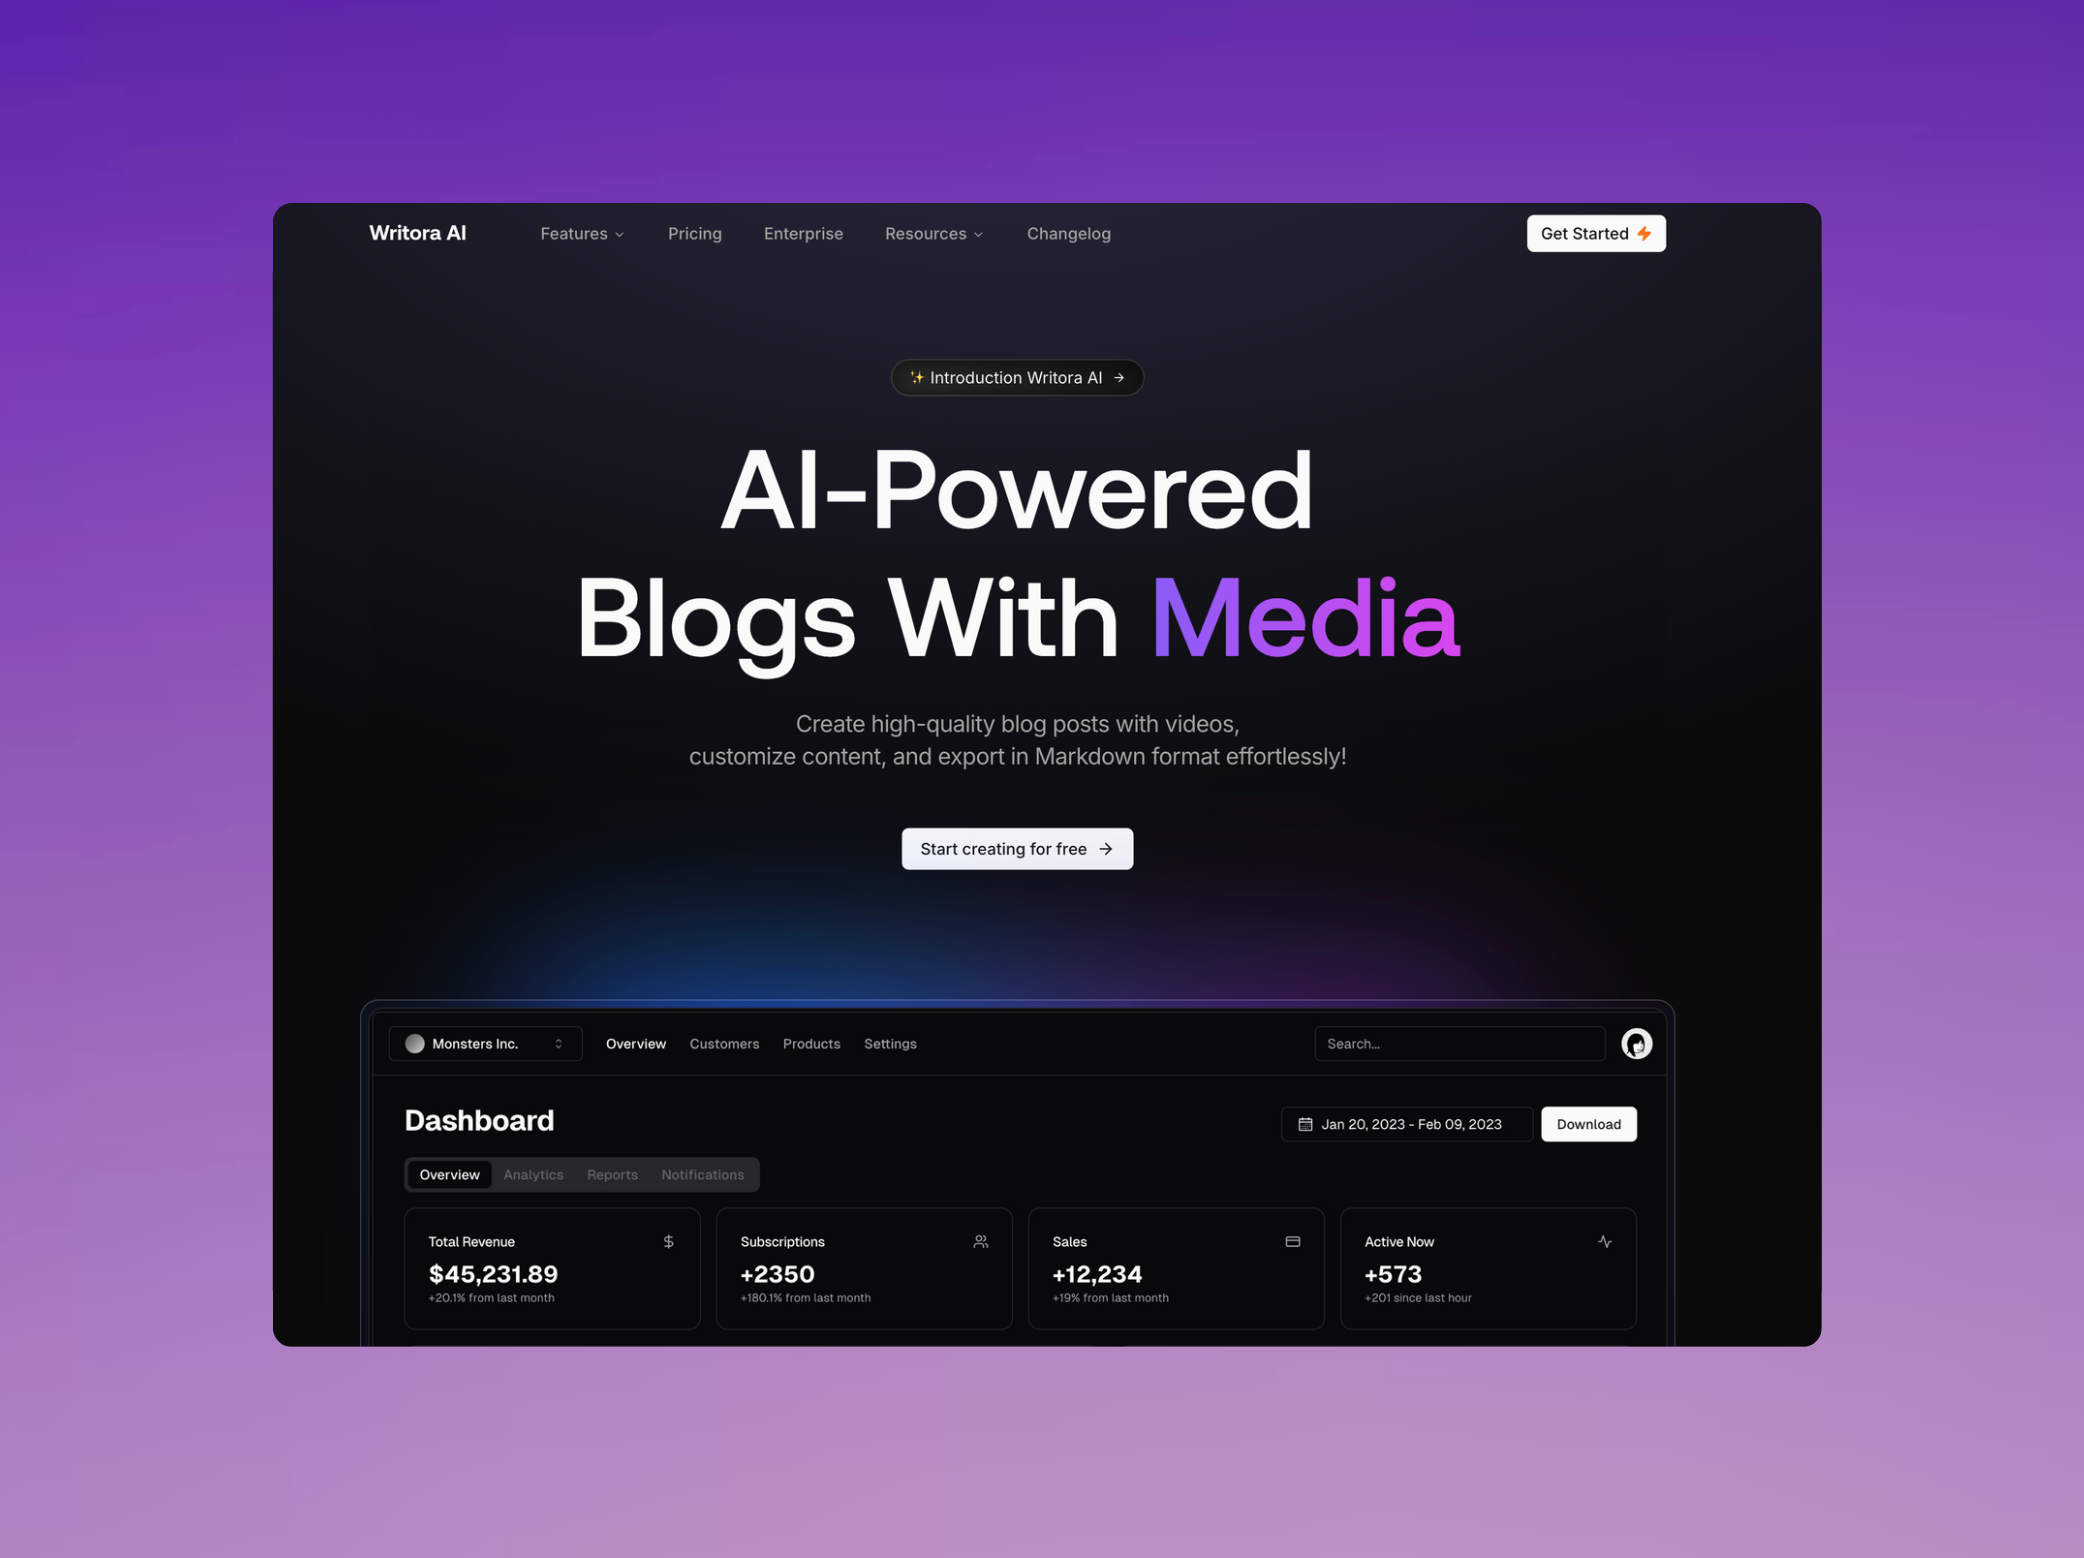 Writora AI
Features
Pricing
Enterprise
Resources
Changelog
Get Started
✨ Introduction Writora AI →
AI-Powered
Blogs With Media
Create high-quality blog posts with videos,
customize content, and export in Markdown format effortlessly!
Start creating for free →
Monsters Inc.
Overview
Customers
Products
Settings
Search...
Dashboard
Jan 20, 2023 - Feb 09, 2023
Download
Overview
Analytics
Reports
Notifications
Total Revenue
$45,231.89
+20.1% from last month
Subscriptions
+2350
+180.1% from last month
Sales
+12,234
+19% from last month
Active Now
+573
+201 since last hour